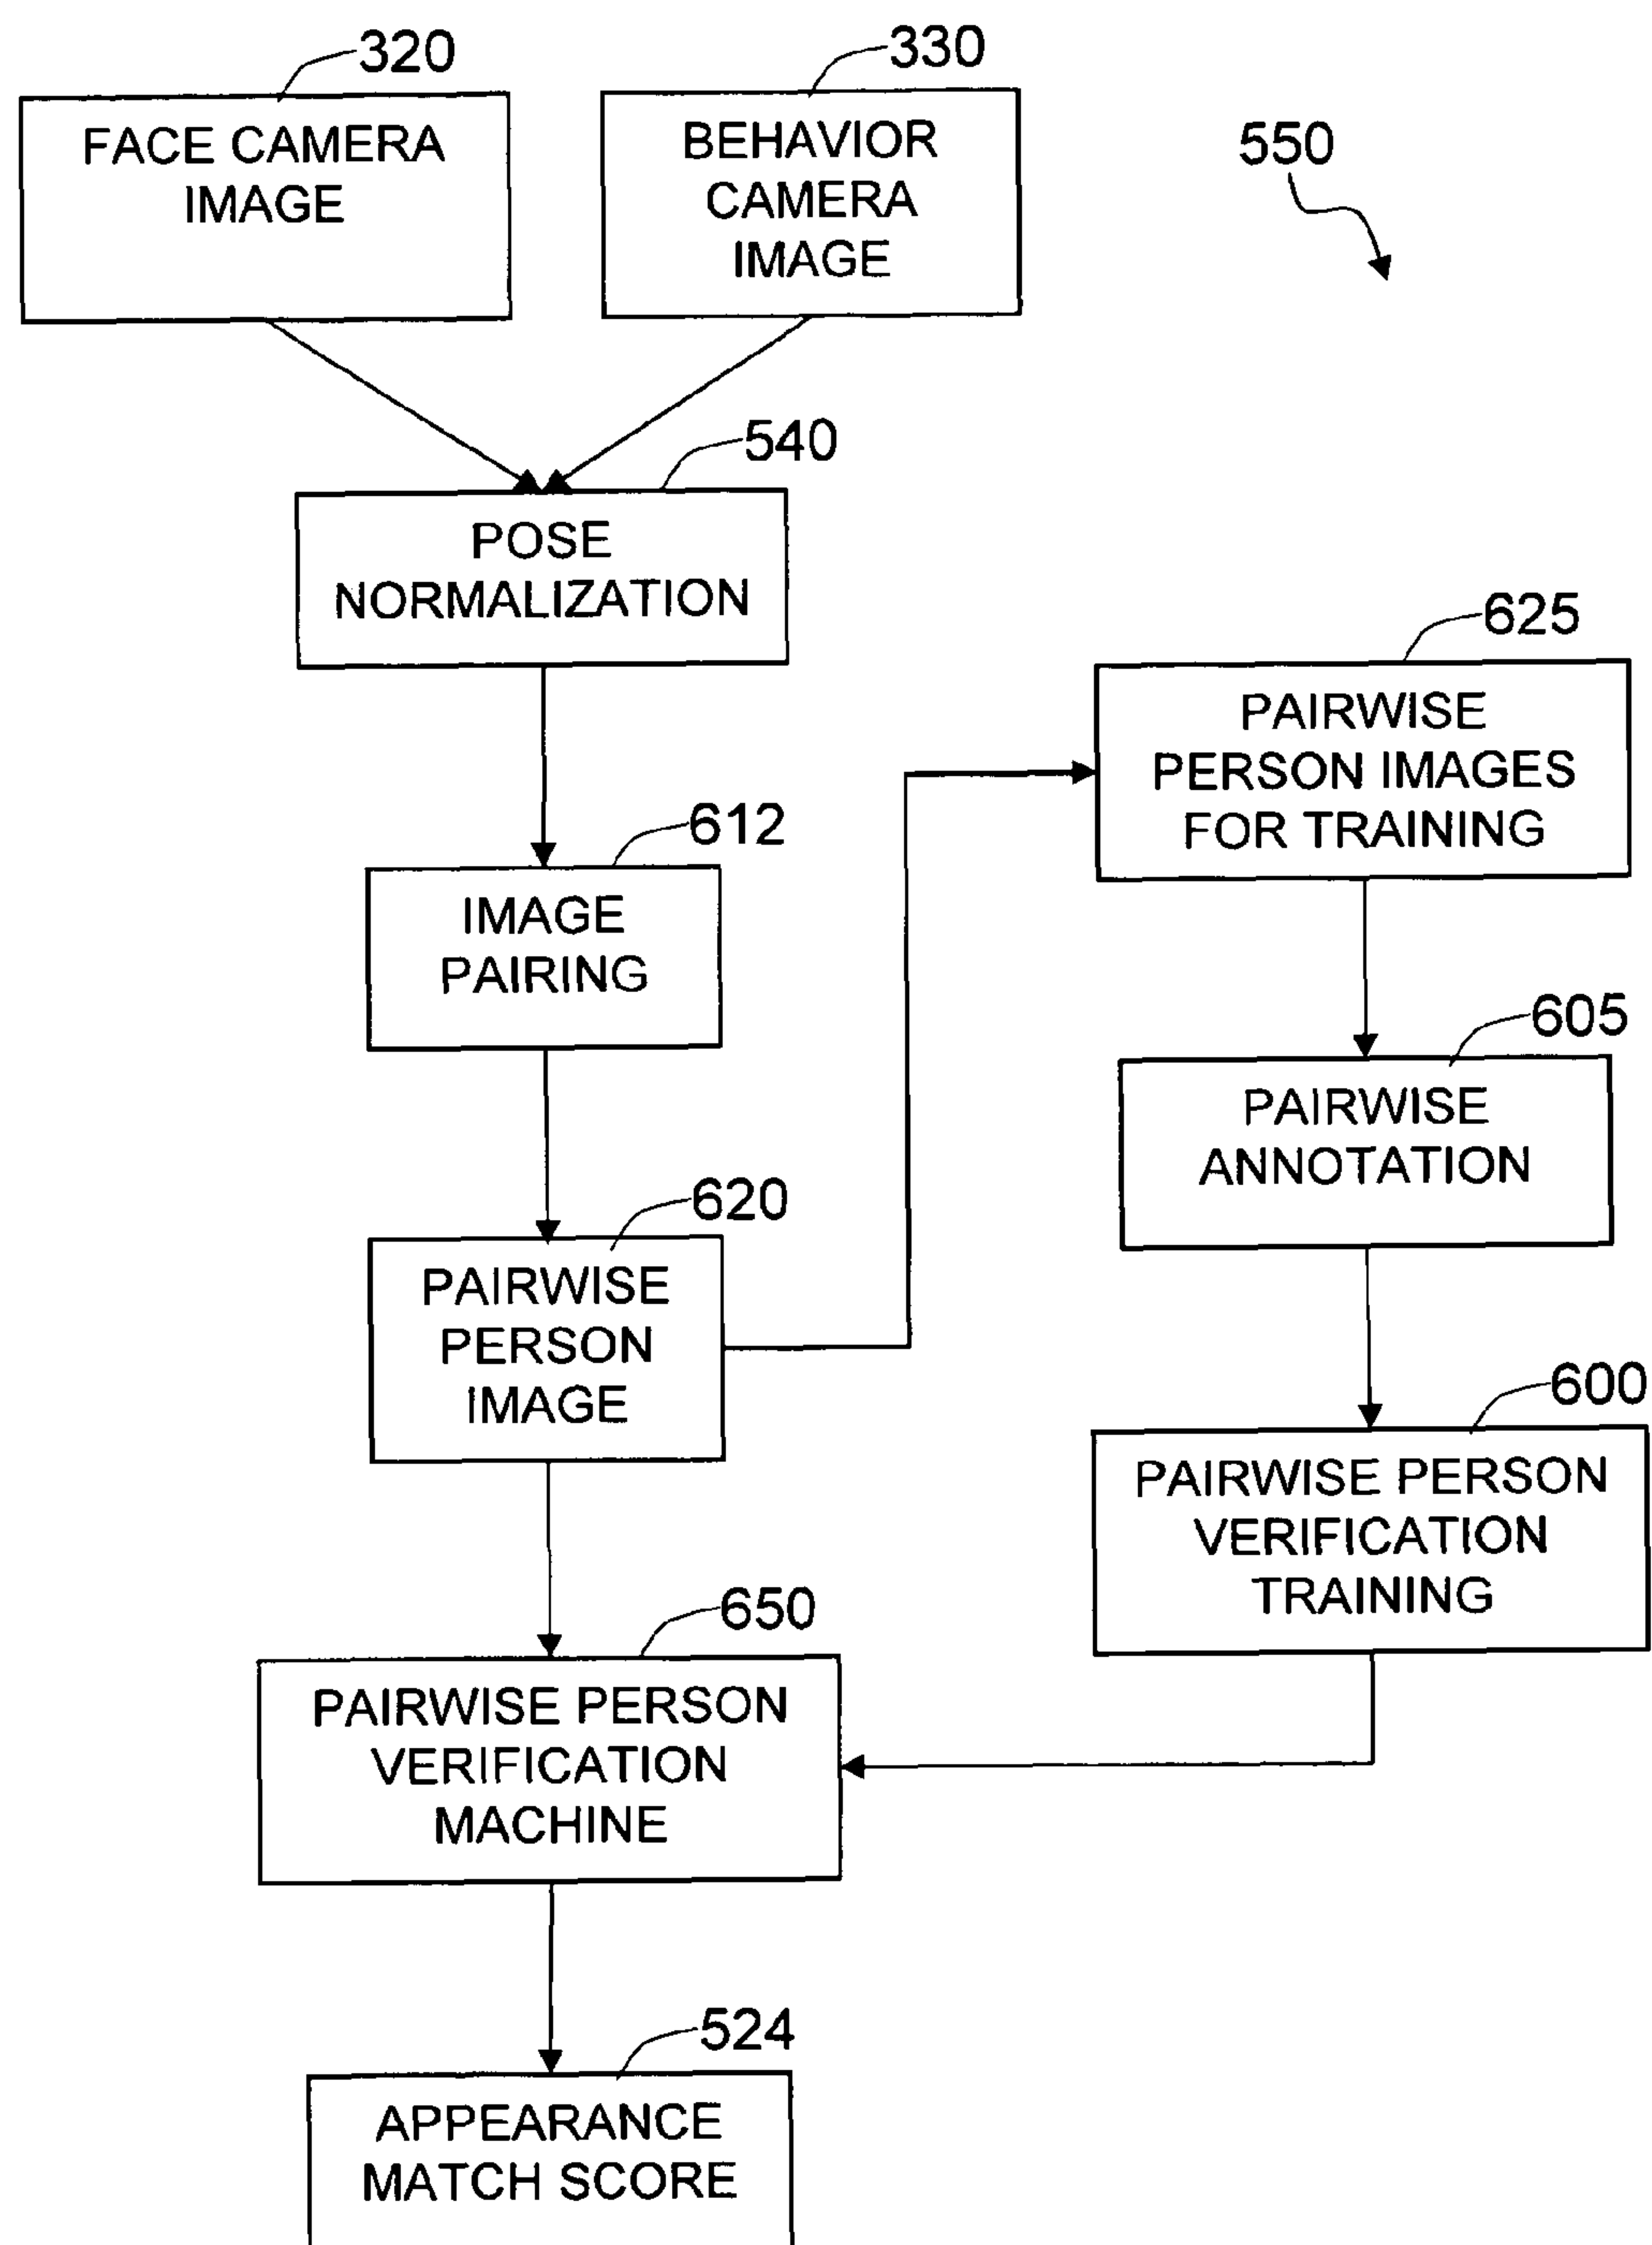 320
330
FACE CAMERA
IMAGE
BEHAVIOR
CAMERA
IMAGE
550
540
POSE
NORMALIZATION
625
PAIRWISE
PERSON IMAGES
FOR TRAINING
612
IMAGE
PAIRING
605
PAIRWISE
ANNOTATION
620
PAIRWISE
PERSON
IMAGE
600
PAIRWISE PERSON
VERIFICATION
TRAINING
650
PAIRWISE PERSON
VERIFICATION
MACHINE
524
APPEARANCE
MATCH SCORE